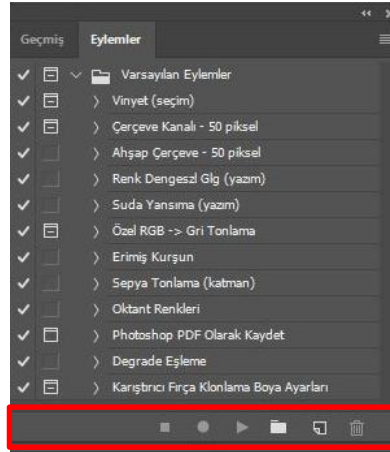 Geçmiş Eylemler
Varsayılan Eylemler
Vinyet (seçim)
Çerçeve Kanalı - 50 piksel
Ahşap Çerçeve - 50 piksel
Renk Dengeszl Glg (yazım)
Suda Yansıma (yazım)
Özel RGB -> Gri Tonlama
Erimiş Kurşun
Sepya Tonlama (katman)
Oktant Renkleri
Photoshop PDF Olarak Kaydet
Degrade Eşleme
Karıştırıcı Fırça Klonlama Boya Ayarları